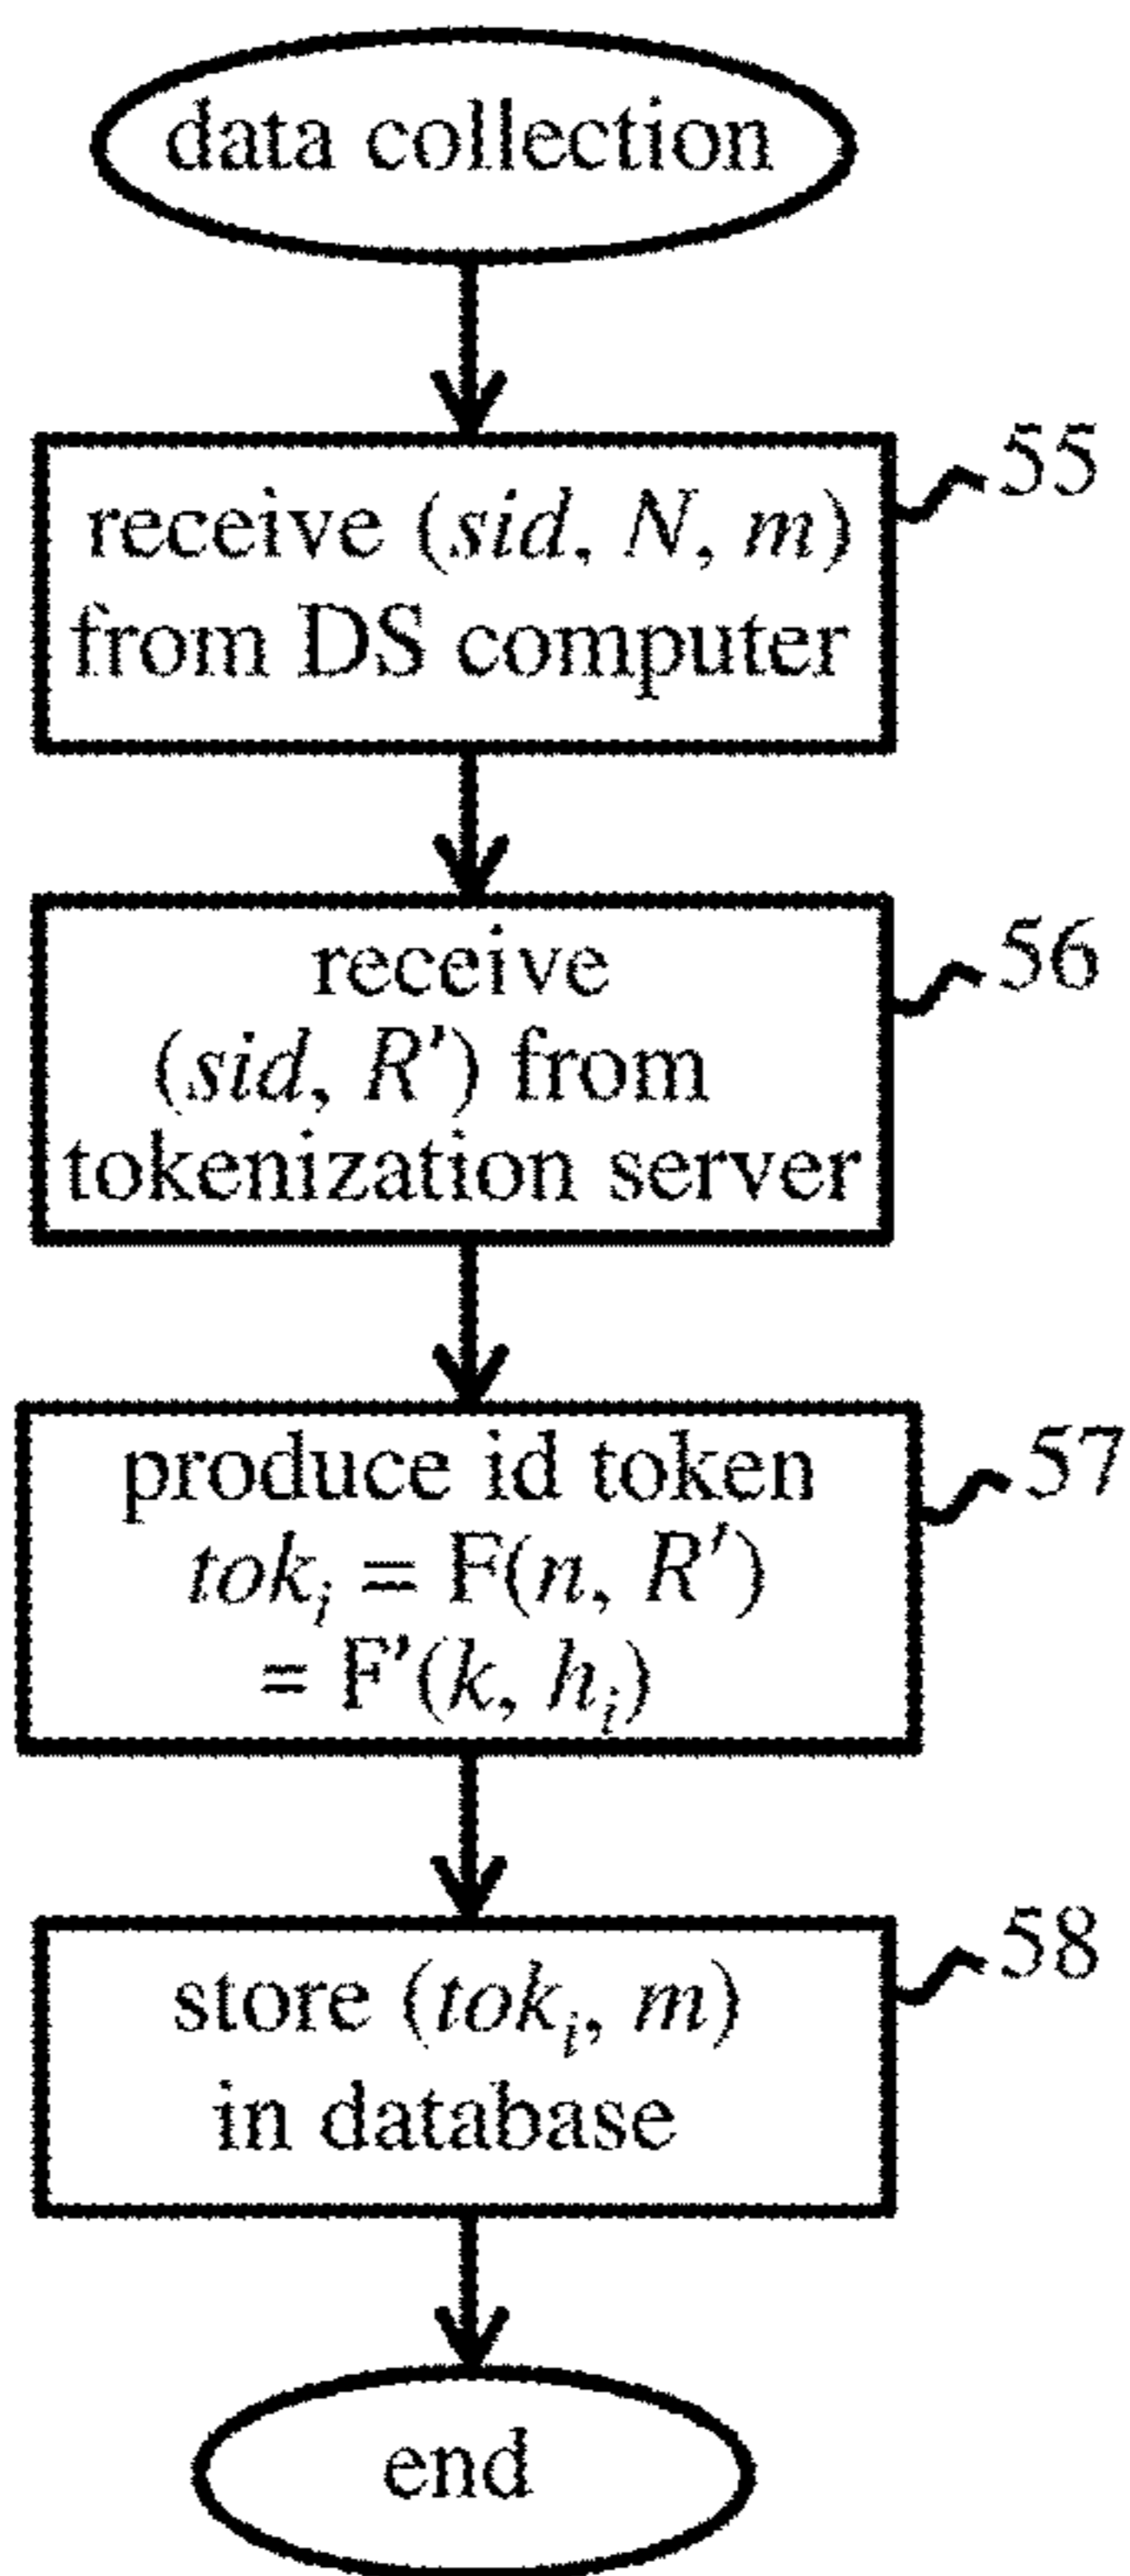 data collection
receive (sid, N, m)
from DS computer
55
receive
(sid, R') from
tokenization server
56
produce id token
tokᵢ = F(n, R')
= F'(k, hᵢ)
57
store (tokᵢ, m)
in database
58
end